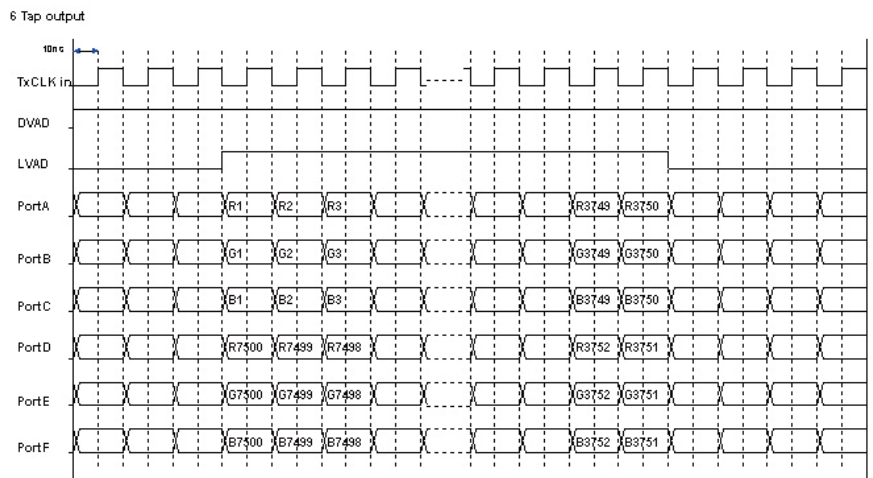 6 Tap output
10ns
TxCLK in
DVAD
LVAD
PortA R1 R2 R3 R3749 R3750
PortB G1 G2 G3 G3749 G3750
PortC B1 B2 B3 B3749 B3750
PortD R7500 R7499 R7498 R3752 R3751
PortE G7500 G7499 G7498 G3752 G3751
PortF B7500 B7499 B7498 B3752 B3751